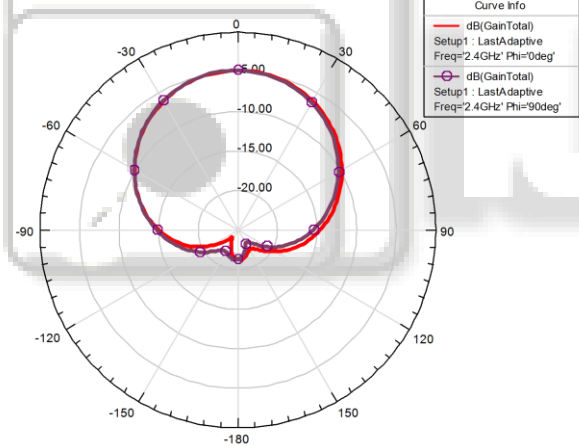 Curve Info
dB(GainTotal)
Setup1 : LastAdaptive
Freq='2.4GHz' Phi='0deg'
dB(GainTotal)
Setup1 : LastAdaptive
Freq='2.4GHz' Phi='90deg'
0
-30
30
-60
60
-90
90
-120
120
-150
150
-180
-5.00
-10.00
-15.00
-20.00